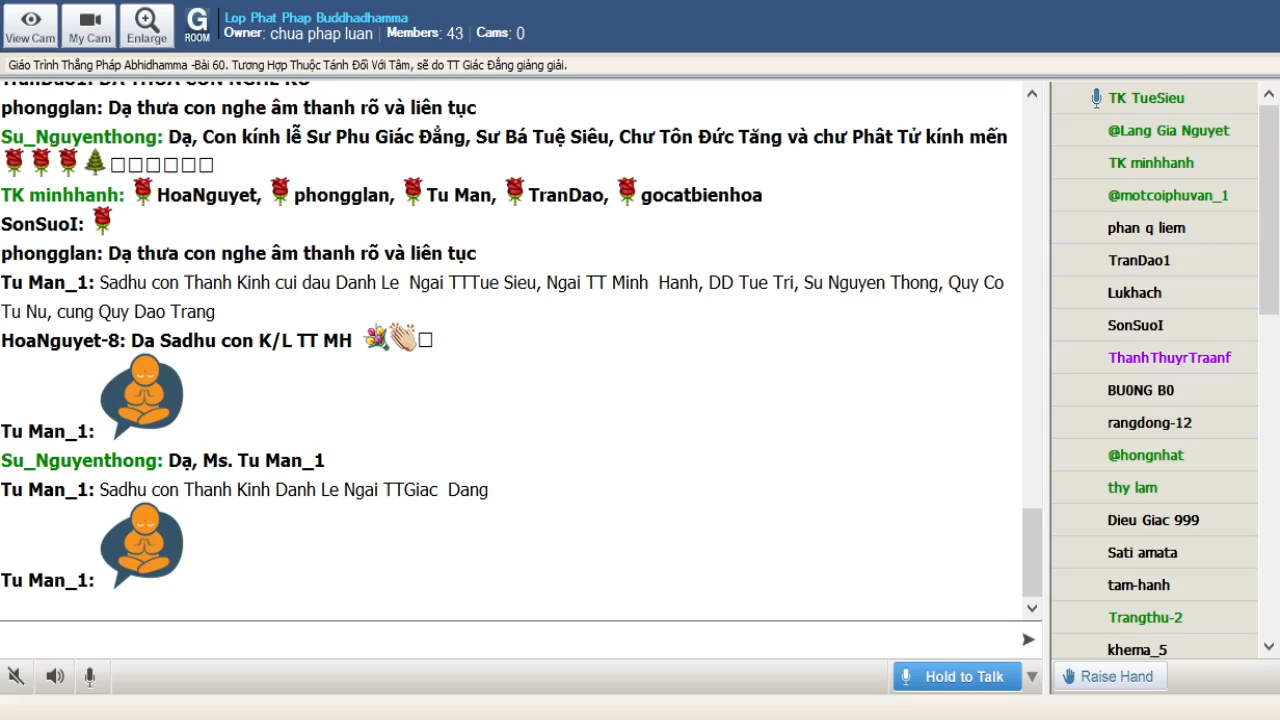 View Cam
My Cam
Enlarge
G
ROOM
Lop Phat Phap Buddhadhamma
Owner: chua phap luan | Members: 43 | Cams: 0
Giáo Trình Thắng Pháp Abhidhamma -Bài 60. Tương Hợp Thuộc Tánh Đối Với Tâm, sẽ do TT Giác Đẳng giảng giải.
phongglan: Dạ thưa con nghe âm thanh rõ và liên tục
Su_Nguyenthong: Dạ, Con kính lễ Sư Phu Giác Đẳng, Sư Bá Tuệ Siêu, Chư Tôn Đức Tăng và chư Phât Tử kính mến
TK minhhanh: HoaNguyet, phongglan, Tu Man, TranDao, gocatbienhoa
SonSuoI:
phongglan: Dạ thưa con nghe âm thanh rõ và liên tục
Tu Man_1: Sadhu con Thanh Kinh cui dau Danh Le Ngai TTTue Sieu, Ngai TT Minh Hanh, DD Tue Tri, Su Nguyen Thong, Quy Co
Tu Nu, cung Quy Dao Trang
HoaNguyet-8: Da Sadhu con K/L TT MH
Tu Man_1:
Su_Nguyenthong: Dạ, Ms. Tu Man_1
Tu Man_1: Sadhu con Thanh Kinh Danh Le Ngai TTGiac Dang
Tu Man_1:
Hold to Talk
TK TueSieu
@Lang Gia Nguyet
TK minhhanh
@motcoiphuvan_1
phan q liem
TranDao1
Lukhach
SonSuoI
ThanhThuyrTraanf
BU0NG B0
rangdong-12
@hongnhat
thy lam
Dieu Giac 999
Sati amata
tam-hanh
Trangthu-2
khema_5
Raise Hand